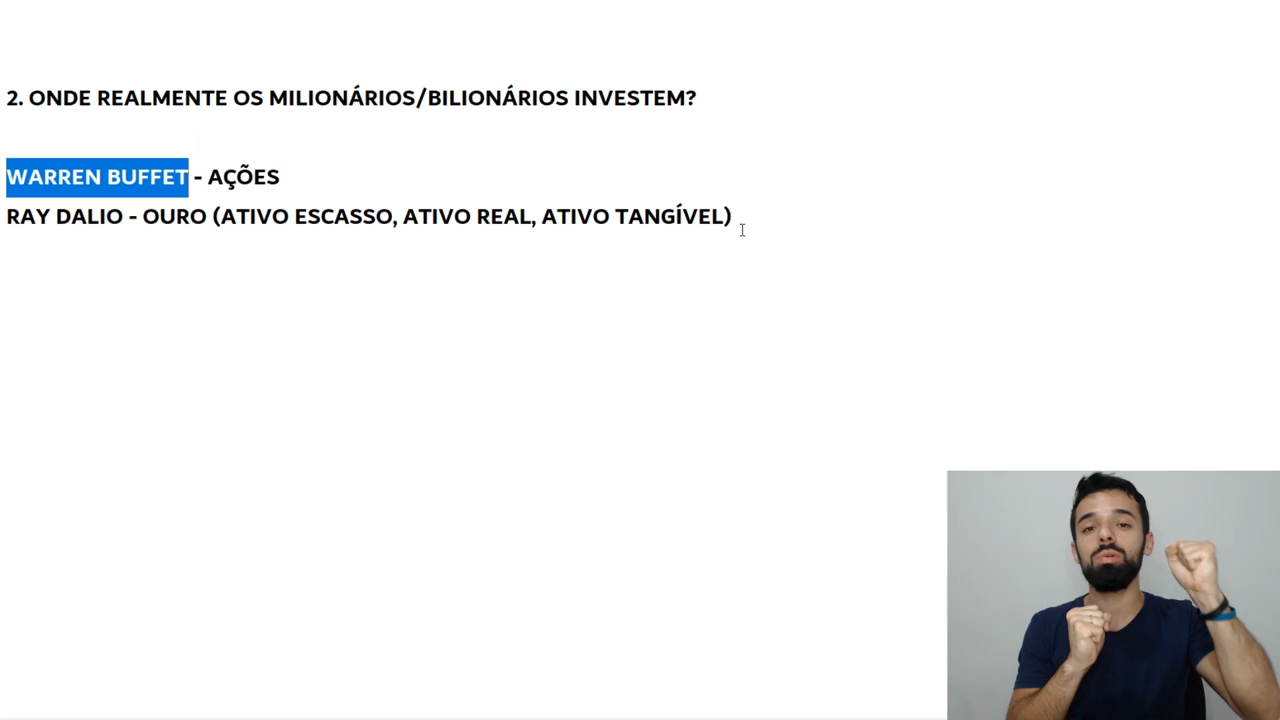 2. ONDE REALMENTE OS MILIONÁRIOS/BILIONÁRIOS INVESTEM?
WARREN BUFFET - AÇÕES
RAY DALIO - OURO (ATIVO ESCASSO, ATIVO REAL, ATIVO TANGÍVEL)